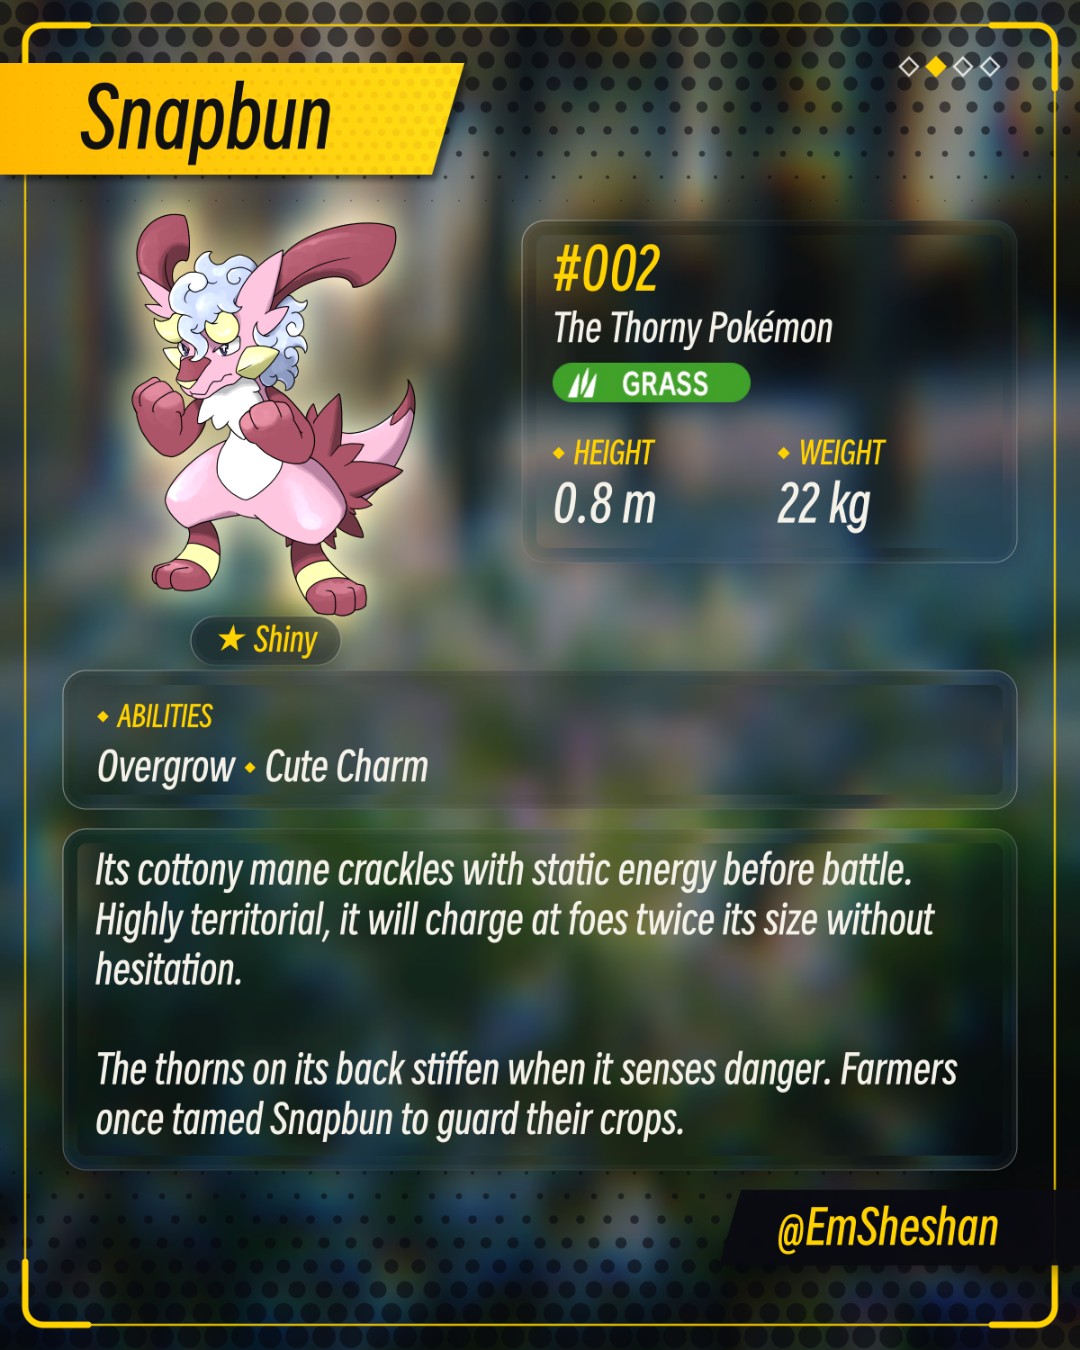 Snapbun
#002
The Thorny Pokémon
GRASS
HEIGHT
WEIGHT
0.8 m
22 kg
★ Shiny
ABILITIES
Overgrow ⬥ Cute Charm
Its cottony mane crackles with static energy before battle.
Highly territorial, it will charge at foes twice its size without
hesitation.
The thorns on its back stiffen when it senses danger. Farmers
once tamed Snapbun to guard their crops.
@EmSheshan